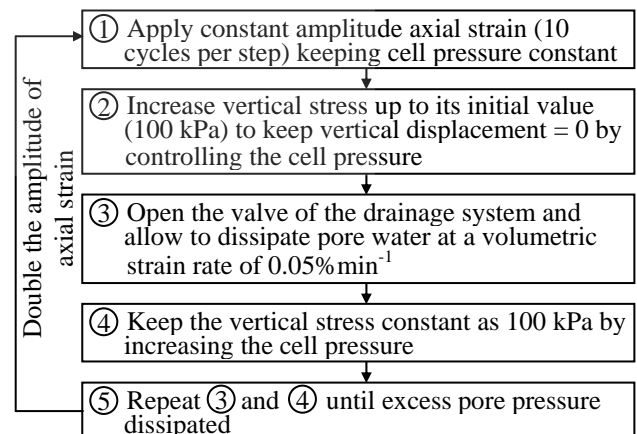 ① Apply constant amplitude axial strain (10
cycles per step) keeping cell pressure constant
② Increase vertical stress up to its initial value
(100 kPa) to keep vertical displacement = 0 by
controlling the cell pressure
③ Open the valve of the drainage system and
allow to dissipate pore water at a volumetric
strain rate of 0.05%min⁻¹
④ Keep the vertical stress constant as 100 kPa by
increasing the cell pressure
⑤ Repeat ③ and ④ until excess pore pressure
dissipated
Double the amplitude of
axial strain